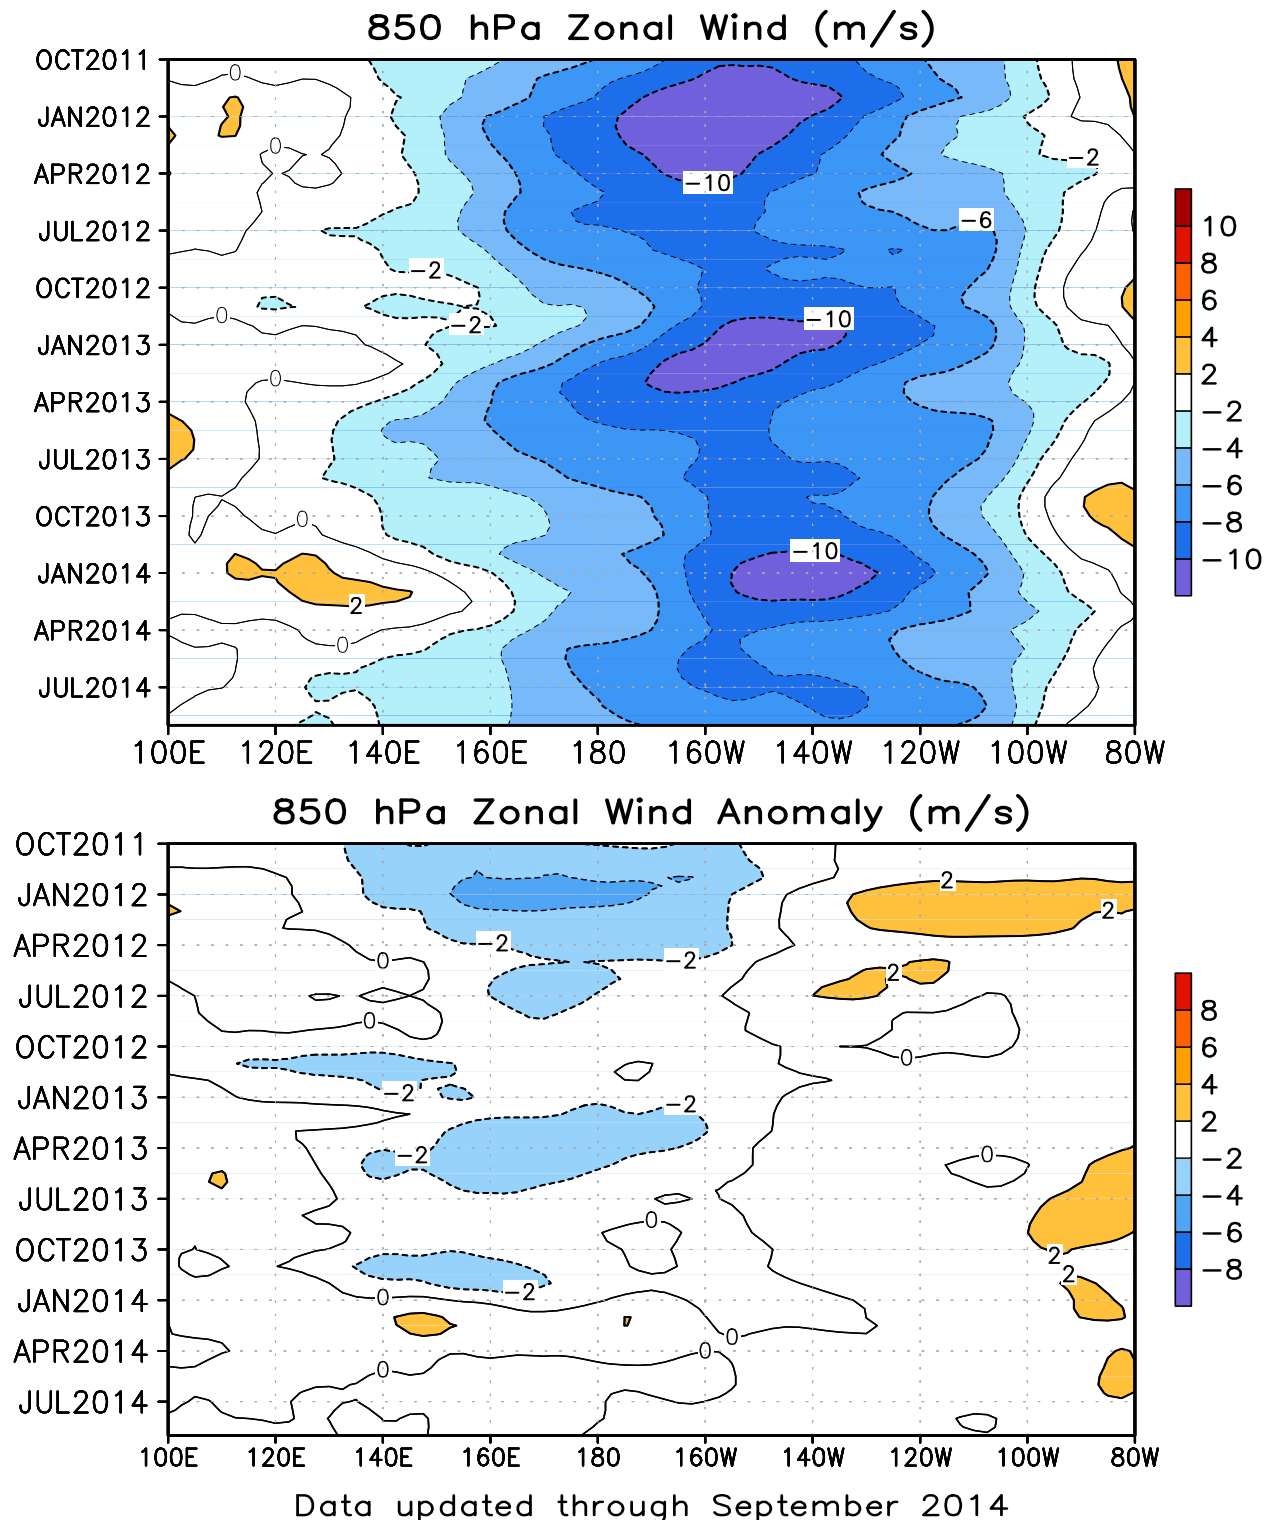 850 hPa Zonal Wind (m/s)
OCT2011
0
JAN2012
0
-2
APR2012
-10
-6
JUL2012
-2
OCT2012
0
-2
-10
JAN2013
0
APR2013
JUL2013
OCT2013
0
-10
JAN2014
2
APR2014
0
JUL2014
100E 120E 140E 160E 180 160W 140W 120W 100W 80W
10
8
6
4
2
-2
-4
-6
-8
-10
850 hPa Zonal Wind Anomaly (m/s)
OCT2011
2
JAN2012
2
-2
APR2012
0
-2
2
JUL2012
0
OCT2012
0
-2
JAN2013
-2
APR2013
-2
0
JUL2013
0
OCT2013
2
2
-2
JAN2014
0
0
APR2014
0
0
JUL2014
100E 120E 140E 160E 180 160W 140W 120W 100W 80W
8
6
4
2
-2
-4
-6
-8
Data updated through September 2014